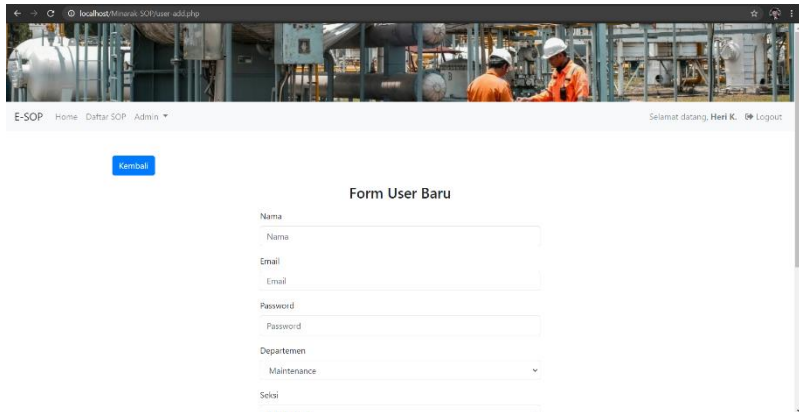 localhost/Minarak-SOP/user-add.php
E-SOP Home Daftar SOP Admin Selamat datang, Heri K. Logout
Kembali
Form User Baru
Nama
Nama
Email
Email
Password
Password
Departemen
Maintenance
Seksi